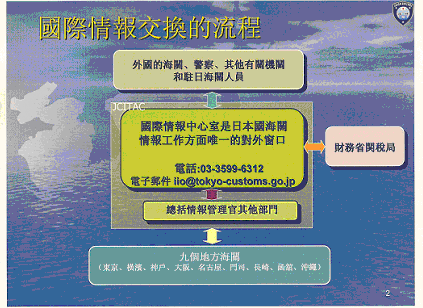 國際情報交換的流程
外國的海關、警察、其他有關機關
和駐日海關人員
JCITAC
國際情報中心室是日本國海關
情報工作方面唯一的對外窗口
電話:03-3599-6312
電子郵件 iio@tokyo-customs.go.jp
財務省関稅局
總括情報管理官其他部門
九個地方海關
(東京、橫濱、神戶、大阪、名古屋、門司、長崎、函館、沖繩)
2